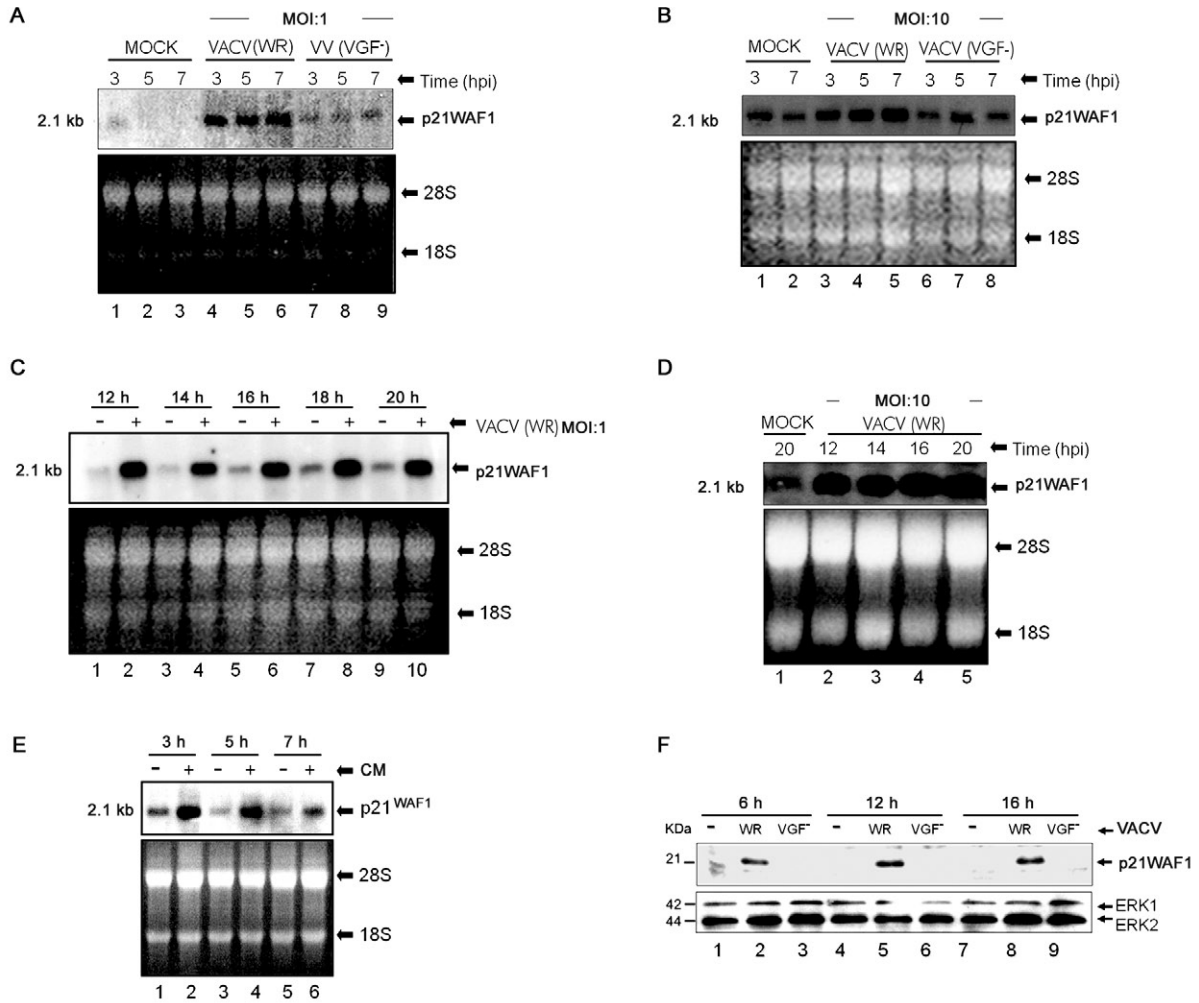 A
MOI:1
MOCK VACV(WR) VV (VGF-)
3 5 7 3 5 7 3 5 7 Time (hpi)
2.1 kb p21WAF1
28S
18S
1 2 3 4 5 6 7 8 9
B
MOI:10
MOCK VACV (WR) VACV (VGF-)
3 7 3 5 7 3 5 7 Time (hpi)
2.1 kb p21WAF1
28S
18S
1 2 3 4 5 6 7 8
C
12 h 14 h 16 h 18 h 20 h
- + - + - + - + - + VACV (WR) MOI:1
2.1 kb p21WAF1
28S
18S
1 2 3 4 5 6 7 8 9 10
D
MOI:10
MOCK VACV (WR)
20 12 14 16 20 Time (hpi)
2.1 kb p21WAF1
28S
18S
1 2 3 4 5
E
3 h 5 h 7 h
- + - + - + CM
2.1 kb p21WAF1
28S
18S
1 2 3 4 5 6
F
6 h 12 h 16 h
KDa - WR VGF- - WR VGF- - WR VGF- VACV
21 p21WAF1
42 ERK1
44 ERK2
1 2 3 4 5 6 7 8 9